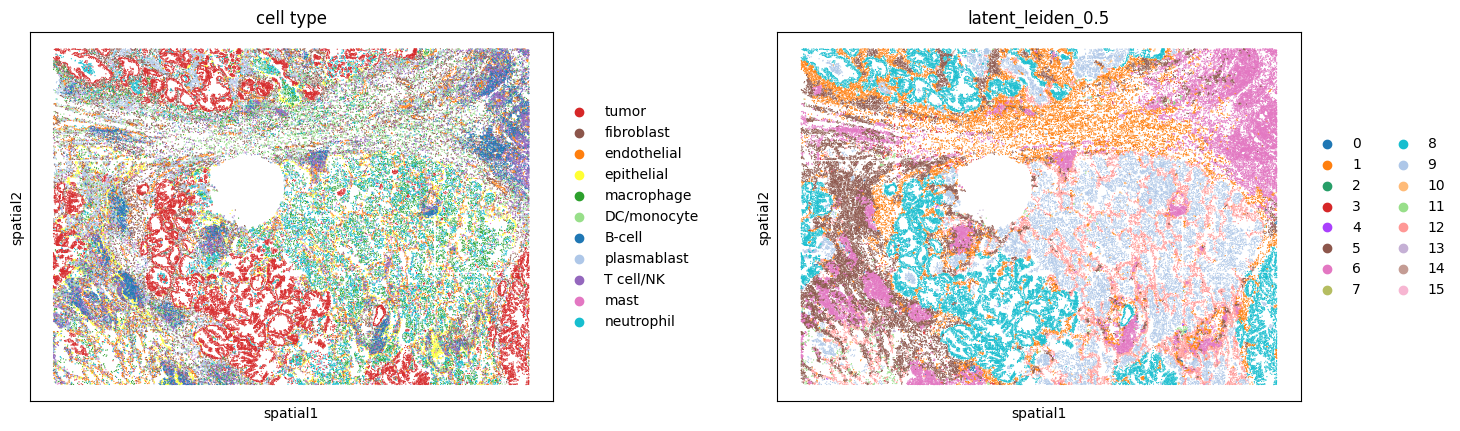 cell type
spatial2
spatial1
tumor
fibroblast
endothelial
epithelial
macrophage
DC/monocyte
B-cell
plasmablast
T cell/NK
mast
neutrophil
latent_leiden_0.5
spatial2
spatial1
0
1
2
3
4
5
6
7
8
9
10
11
12
13
14
15